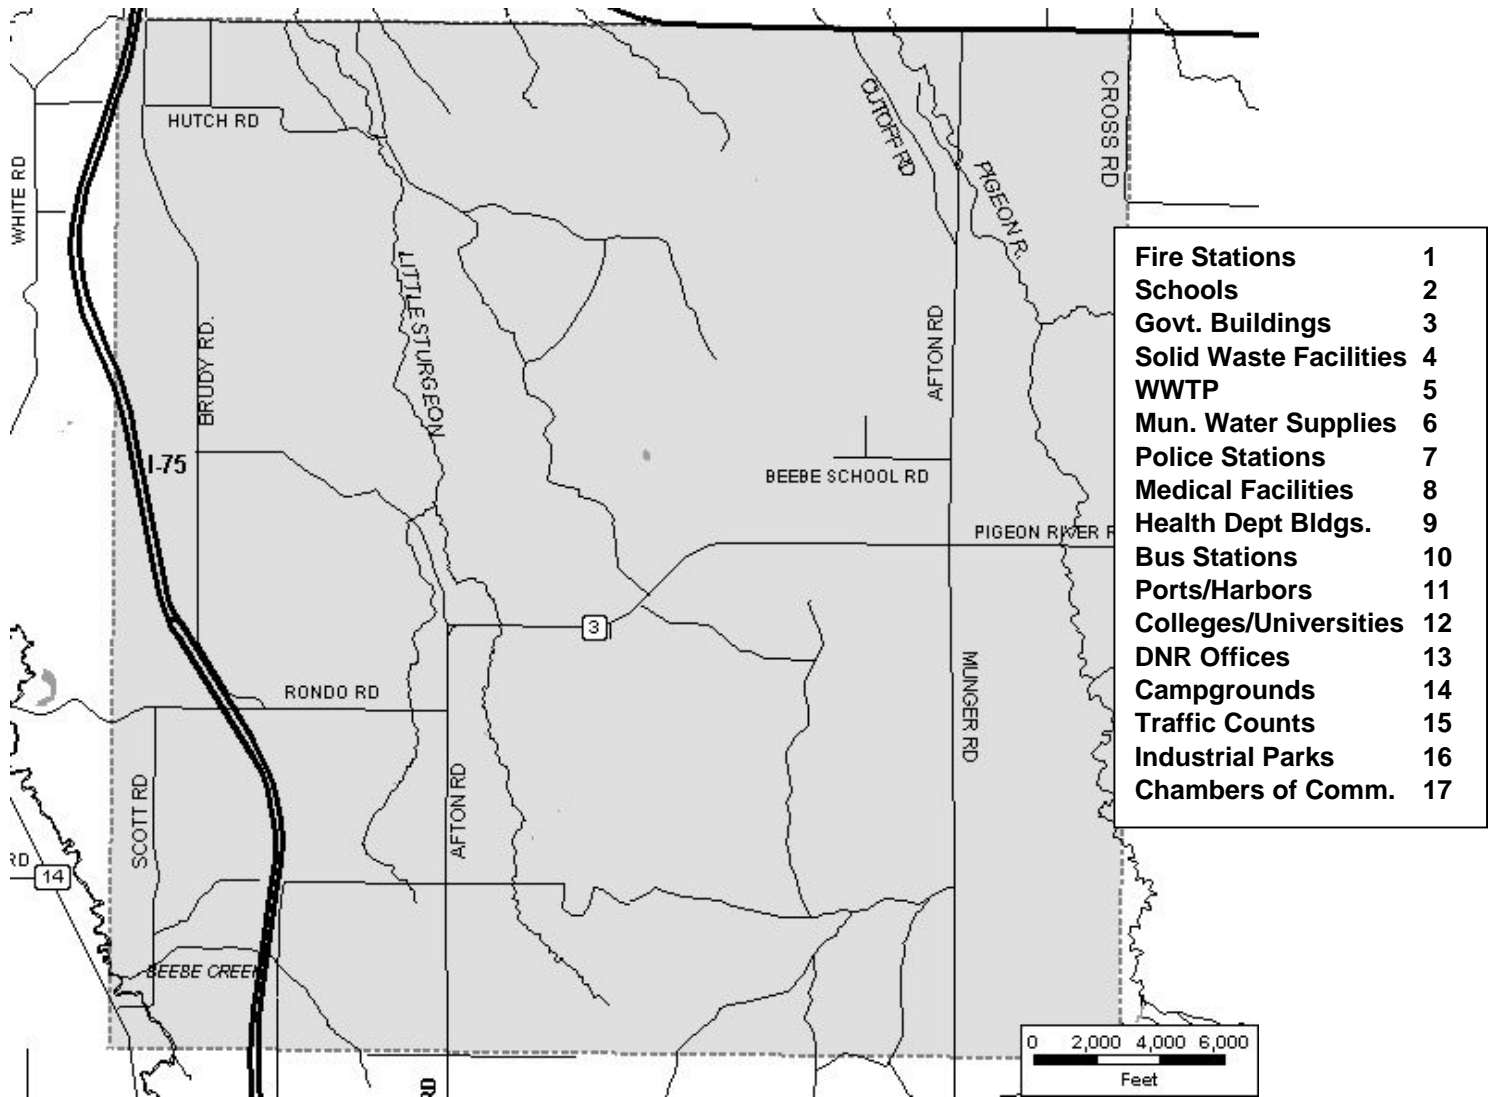 HUTCH RD
WHITE RD
CUTOFF RD
PIGEON R.
CROSS RD
LITTLE STURGEON
BRUDY RD.
AFTON RD
I-75
BEEBE SCHOOL RD
PIGEON RIVER R
3
RONDO RD
MUNGER RD
SCOTT RD
AFTON RD
RD
14
BEEBE CREEK
RD
Fire Stations 1
Schools 2
Govt. Buildings 3
Solid Waste Facilities 4
WWTP 5
Mun. Water Supplies 6
Police Stations 7
Medical Facilities 8
Health Dept Bldgs. 9
Bus Stations 10
Ports/Harbors 11
Colleges/Universities 12
DNR Offices 13
Campgrounds 14
Traffic Counts 15
Industrial Parks 16
Chambers of Comm. 17
0 2,000 4,000 6,000
Feet